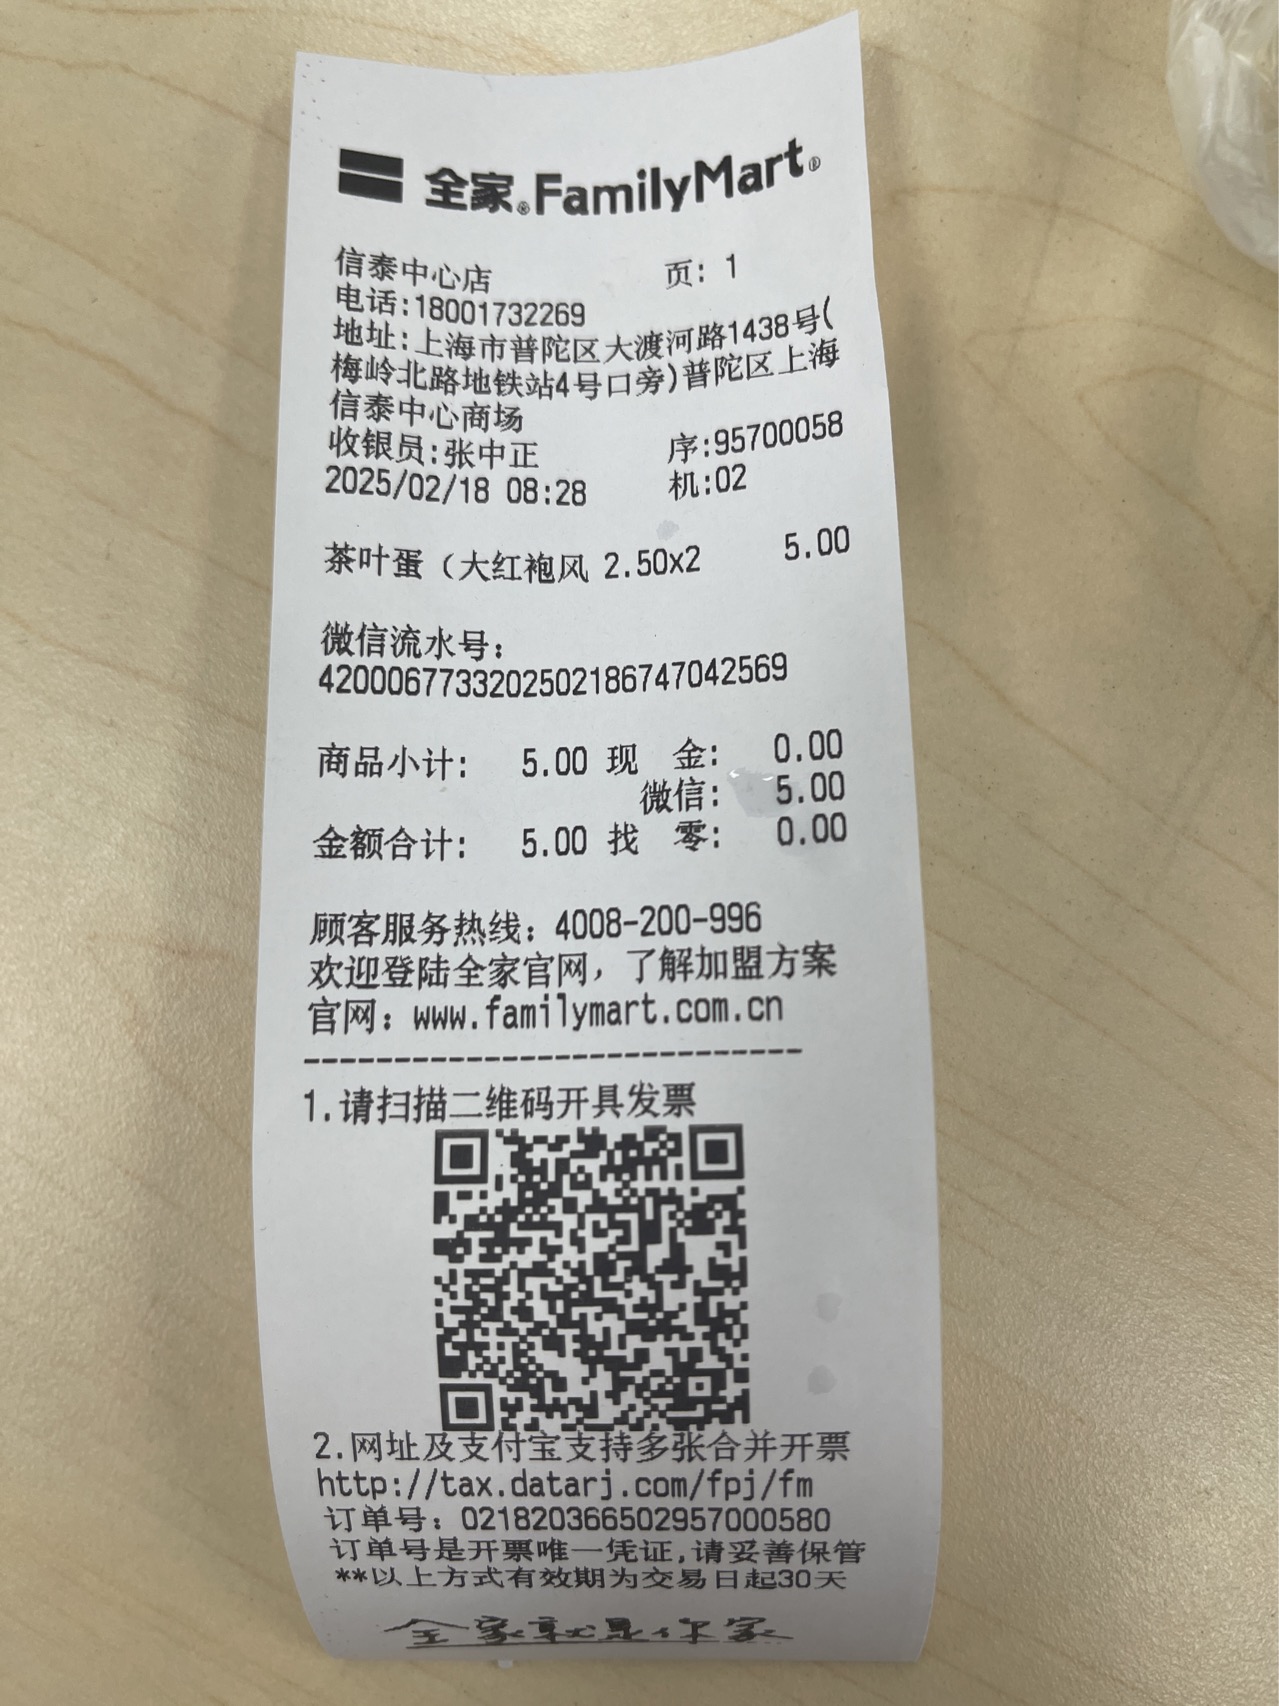 全家®FamilyMart®
信泰中心店 页: 1
电话:18001732269
地址:上海市普陀区大渡河路1438号(
梅岭北路地铁站4号口旁)普陀区上海
信泰中心商场
收银员:张中正 序:95700058
2025/02/18 08:28 机:02
茶叶蛋（大红袍风 2.50x2 5.00
微信流水号:
4200067733202502186747042569
商品小计: 5.00 现 金: 0.00
微信: 5.00
金额合计: 5.00 找 零: 0.00
顾客服务热线: 4008-200-996
欢迎登陆全家官网，了解加盟方案
官网: www.familymart.com.cn
----------------------------
1.请扫描二维码开具发票
2.网址及支付宝支持多张合并开票
http://tax.datarj.com/fpj/fm
订单号: 021820366502957000580
订单号是开票唯一凭证,请妥善保管
**以上方式有效期为交易日起30天
全家就是你家